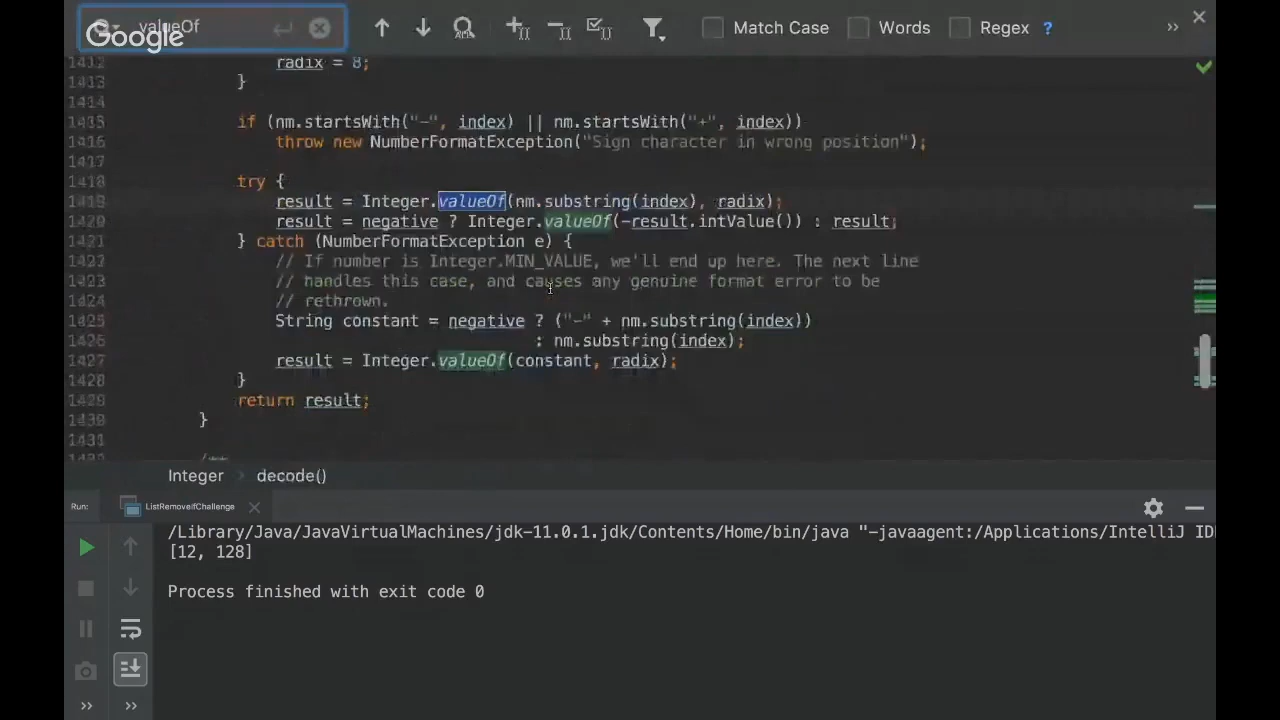 valueOf
Google
Match Case
Words
Regex
?
1412 radix = 8;
1413 }
1414
1415 if (nm.startsWith("-", index) || nm.startsWith("+", index))
1416 throw new NumberFormatException("Sign character in wrong position");
1417
1418 try {
1419 result = Integer.valueOf(nm.substring(index), radix);
1420 result = negative ? Integer.valueOf(-result.intValue()) : result;
1421 } catch (NumberFormatException e) {
1422 // If number is Integer.MIN_VALUE, we'll end up here. The next line
1423 // handles this case, and causes any genuine format error to be
1424 // rethrown.
1425 String constant = negative ? ("-" + nm.substring(index))
1426 : nm.substring(index);
1427 result = Integer.valueOf(constant, radix);
1428 }
1429 return result;
1430 }
1431
1432 /**
Integer > decode()
Run: ListRemoveIfChallenge
/Library/Java/JavaVirtualMachines/jdk-11.0.1.jdk/Contents/Home/bin/java "-javaagent:/Applications/IntelliJ ID
[12, 128]
Process finished with exit code 0